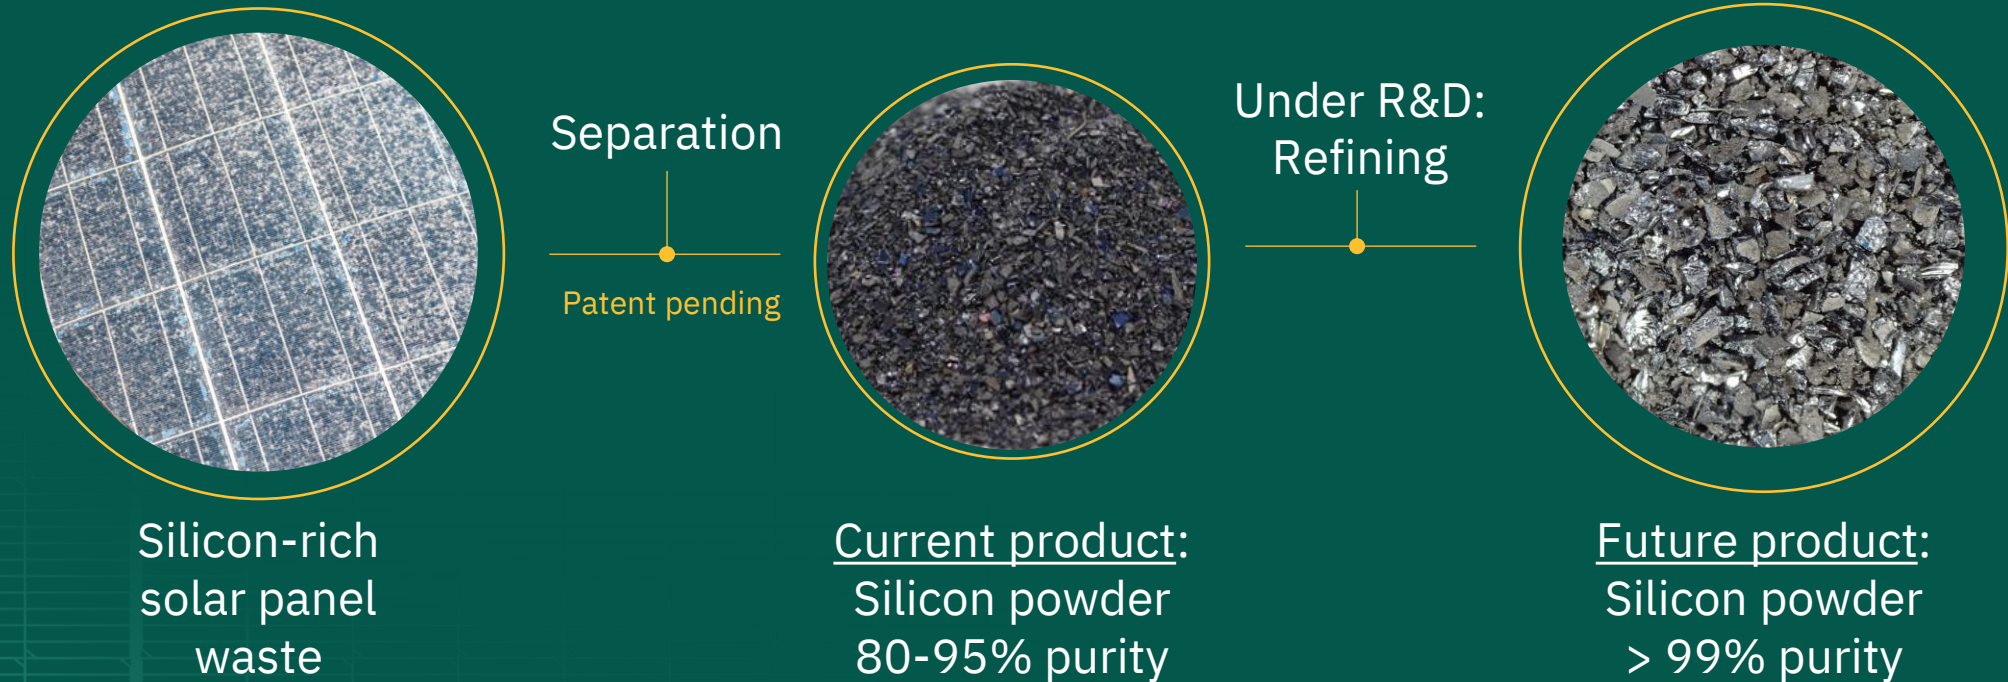 Separation
Patent pending
Under R&D:
Refining
Silicon-rich
solar panel
waste
Current product:
Silicon powder
80-95% purity
Future product:
Silicon powder
> 99% purity